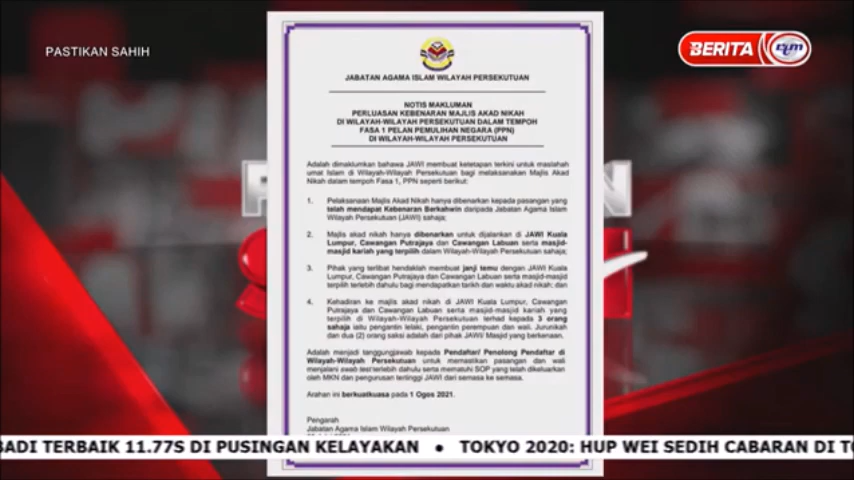 PASTIKAN SAHIH
BERITA RTM
JABATAN AGAMA ISLAM WILAYAH PERSEKUTUAN
NOTIS MAKLUMAN
PERLUASAN KEBENARAN MAJLIS AKAD NIKAH
DI WILAYAH-WILAYAH PERSEKUTUAN DALAM TEMPOH
FASA 1 PELAN PEMULIHAN NEGARA (PPN)
DI WILAYAH-WILAYAH PERSEKUTUAN
Adalah dimaklumkan bahawa JAWI membuat ketetapan terkini untuk maslahah
umat Islam di Wilayah-Wilayah Persekutuan bagi melaksanakan Majlis Akad
Nikah dalam tempoh Fasa 1, PPN seperti berikut:
1. Pelaksanaan Majlis Akad Nikah hanya dibenarkan kepada pasangan yang
telah mendapat Kebenaran Berkahwin daripada Jabatan Agama Islam
Wilayah Persekutuan (JAWI) sahaja;
2. Majlis akad nikah hanya dibenarkan untuk dijalankan di JAWI Kuala
Lumpur, Cawangan Putrajaya dan Cawangan Labuan serta masjid-
masjid kariah yang terpilih dalam Wilayah-Wilayah Persekutuan sahaja;
3. Pihak yang terlibat hendaklah membuat janji temu dengan JAWI Kuala
Lumpur, Cawangan Putrajaya dan Cawangan Labuan serta masjid-masjid
terpilih terlebih dahulu bagi mendapatkan tarikh dan waktu akad nikah; dan
4. Kehadiran ke majlis akad nikah di JAWI Kuala Lumpur, Cawangan
Putrajaya dan Cawangan Labuan serta masjid-masjid kariah yang
terpilih di Wilayah-Wilayah Persekutuan terhad kepada 3 orang
sahaja iaitu pengantin lelaki, pengantin perempuan dan wali. Jurunikah
dan dua (2) orang saksi adalah dari pihak JAWI/ Masjid yang berkenaan.
Adalah menjadi tanggungjawab kepada Pendaftar/ Penolong Pendaftar di
Wilayah-Wilayah Persekutuan untuk memastikan pasangan dan wali
menjalani swab test terlebih dahulu serta mematuhi SOP yang telah dikeluarkan
oleh MKN dan pengurusan tertinggi JAWI dari semasa ke semasa.
Arahan ini berkuatkuasa pada 1 Ogos 2021.
Pengarah
Jabatan Agama Islam Wilayah Persekutuan
BADI TERBAIK 11.77S DI PUSINGAN KELAYAKAN ● TOKYO 2020: HUP WEI SEDIH CABARAN DI TO